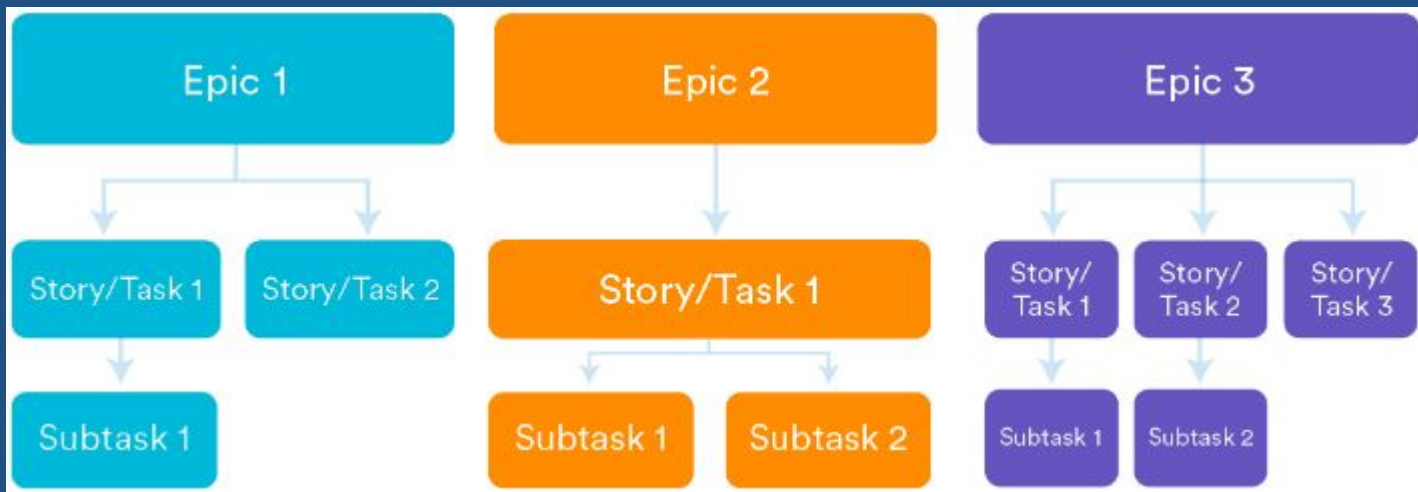 Epic 1
Epic 2
Epic 3
Story/Task 1
Story/Task 2
Story/Task 1
Story/
Task 1
Story/
Task 2
Story/
Task 3
Subtask 1
Subtask 1
Subtask 2
Subtask 1
Subtask 2